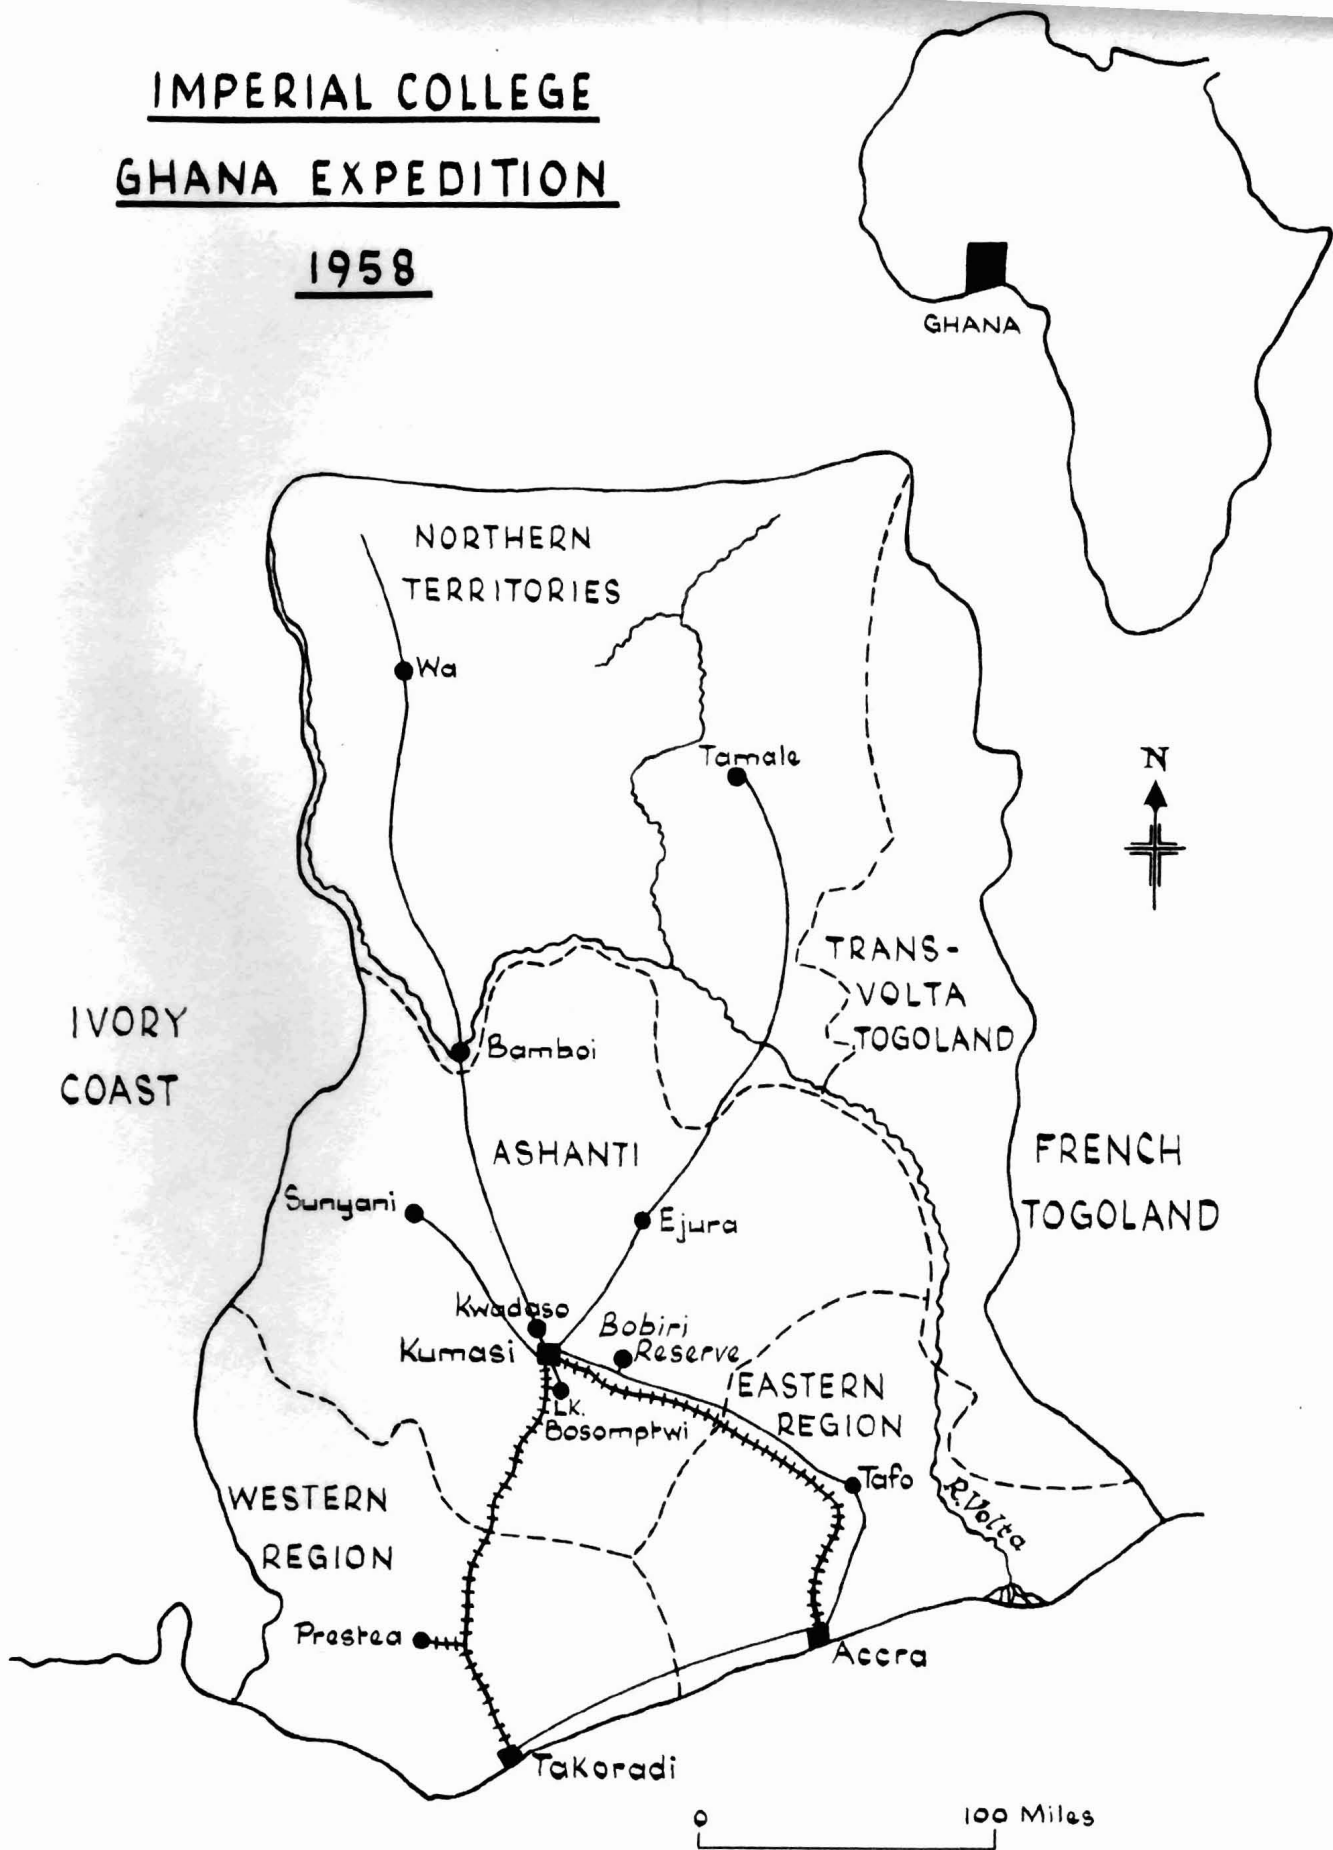 IMPERIAL COLLEGE
GHANA EXPEDITION
1958
GHANA
NORTHERN
TERRITORIES
Wa
Tamale
N
TRANS-
VOLTA
TOGOLAND
IVORY
COAST
Bamboi
ASHANTI
FRENCH
TOGOLAND
Sunyani
Ejura
Kwadaso
Kumasi
Bobiri
Reserve
Lk.
Bosomptwi
EASTERN
REGION
Tafo
R. Volta
WESTERN
REGION
Prestea
Accra
Takoradi
0 100 Miles